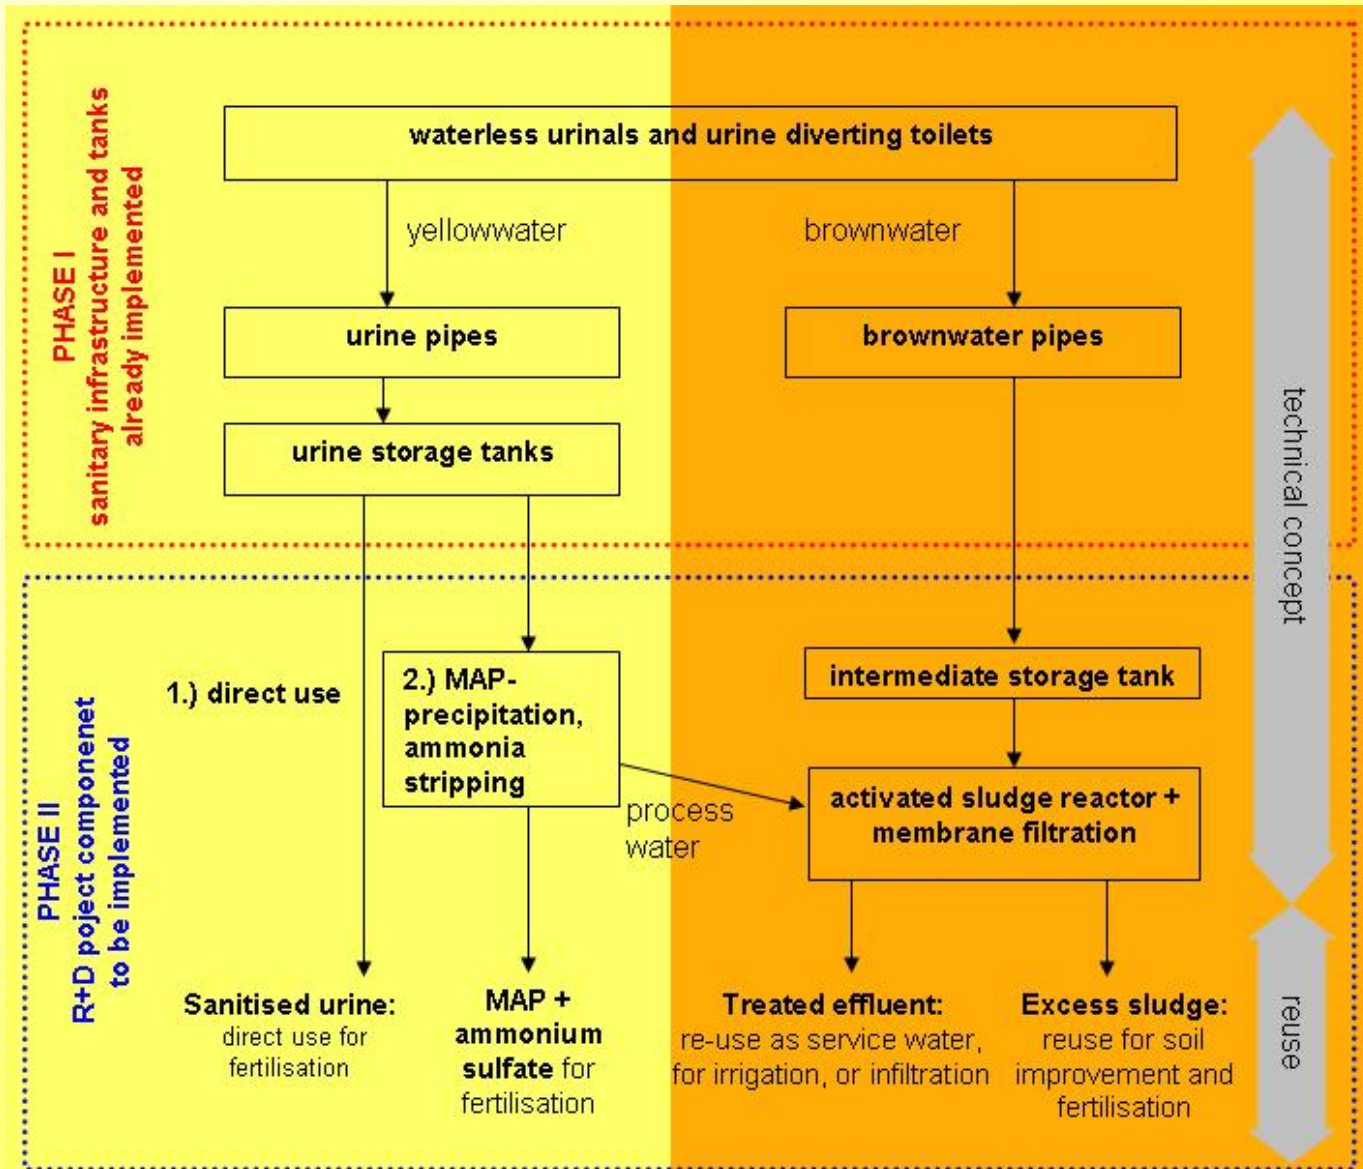 PHASE I
sanitary infrastructure and tanks
already implemented
waterless urinals and urine diverting toilets
yellowwater
brownwater
urine pipes
brownwater pipes
urine storage tanks
technical concept
PHASE II
R+D poject componenet
to be implemented
1.) direct use
2.) MAP-
precipitation,
ammonia
stripping
intermediate storage tank
process
water
activated sludge reactor +
membrane filtration
Sanitised urine:
direct use for
fertilisation
MAP +
ammonium
sulfate for
fertilisation
Treated effluent:
re-use as service water,
for irrigation, or infiltration
Excess sludge:
reuse for soil
improvement and
fertilisation
reuse